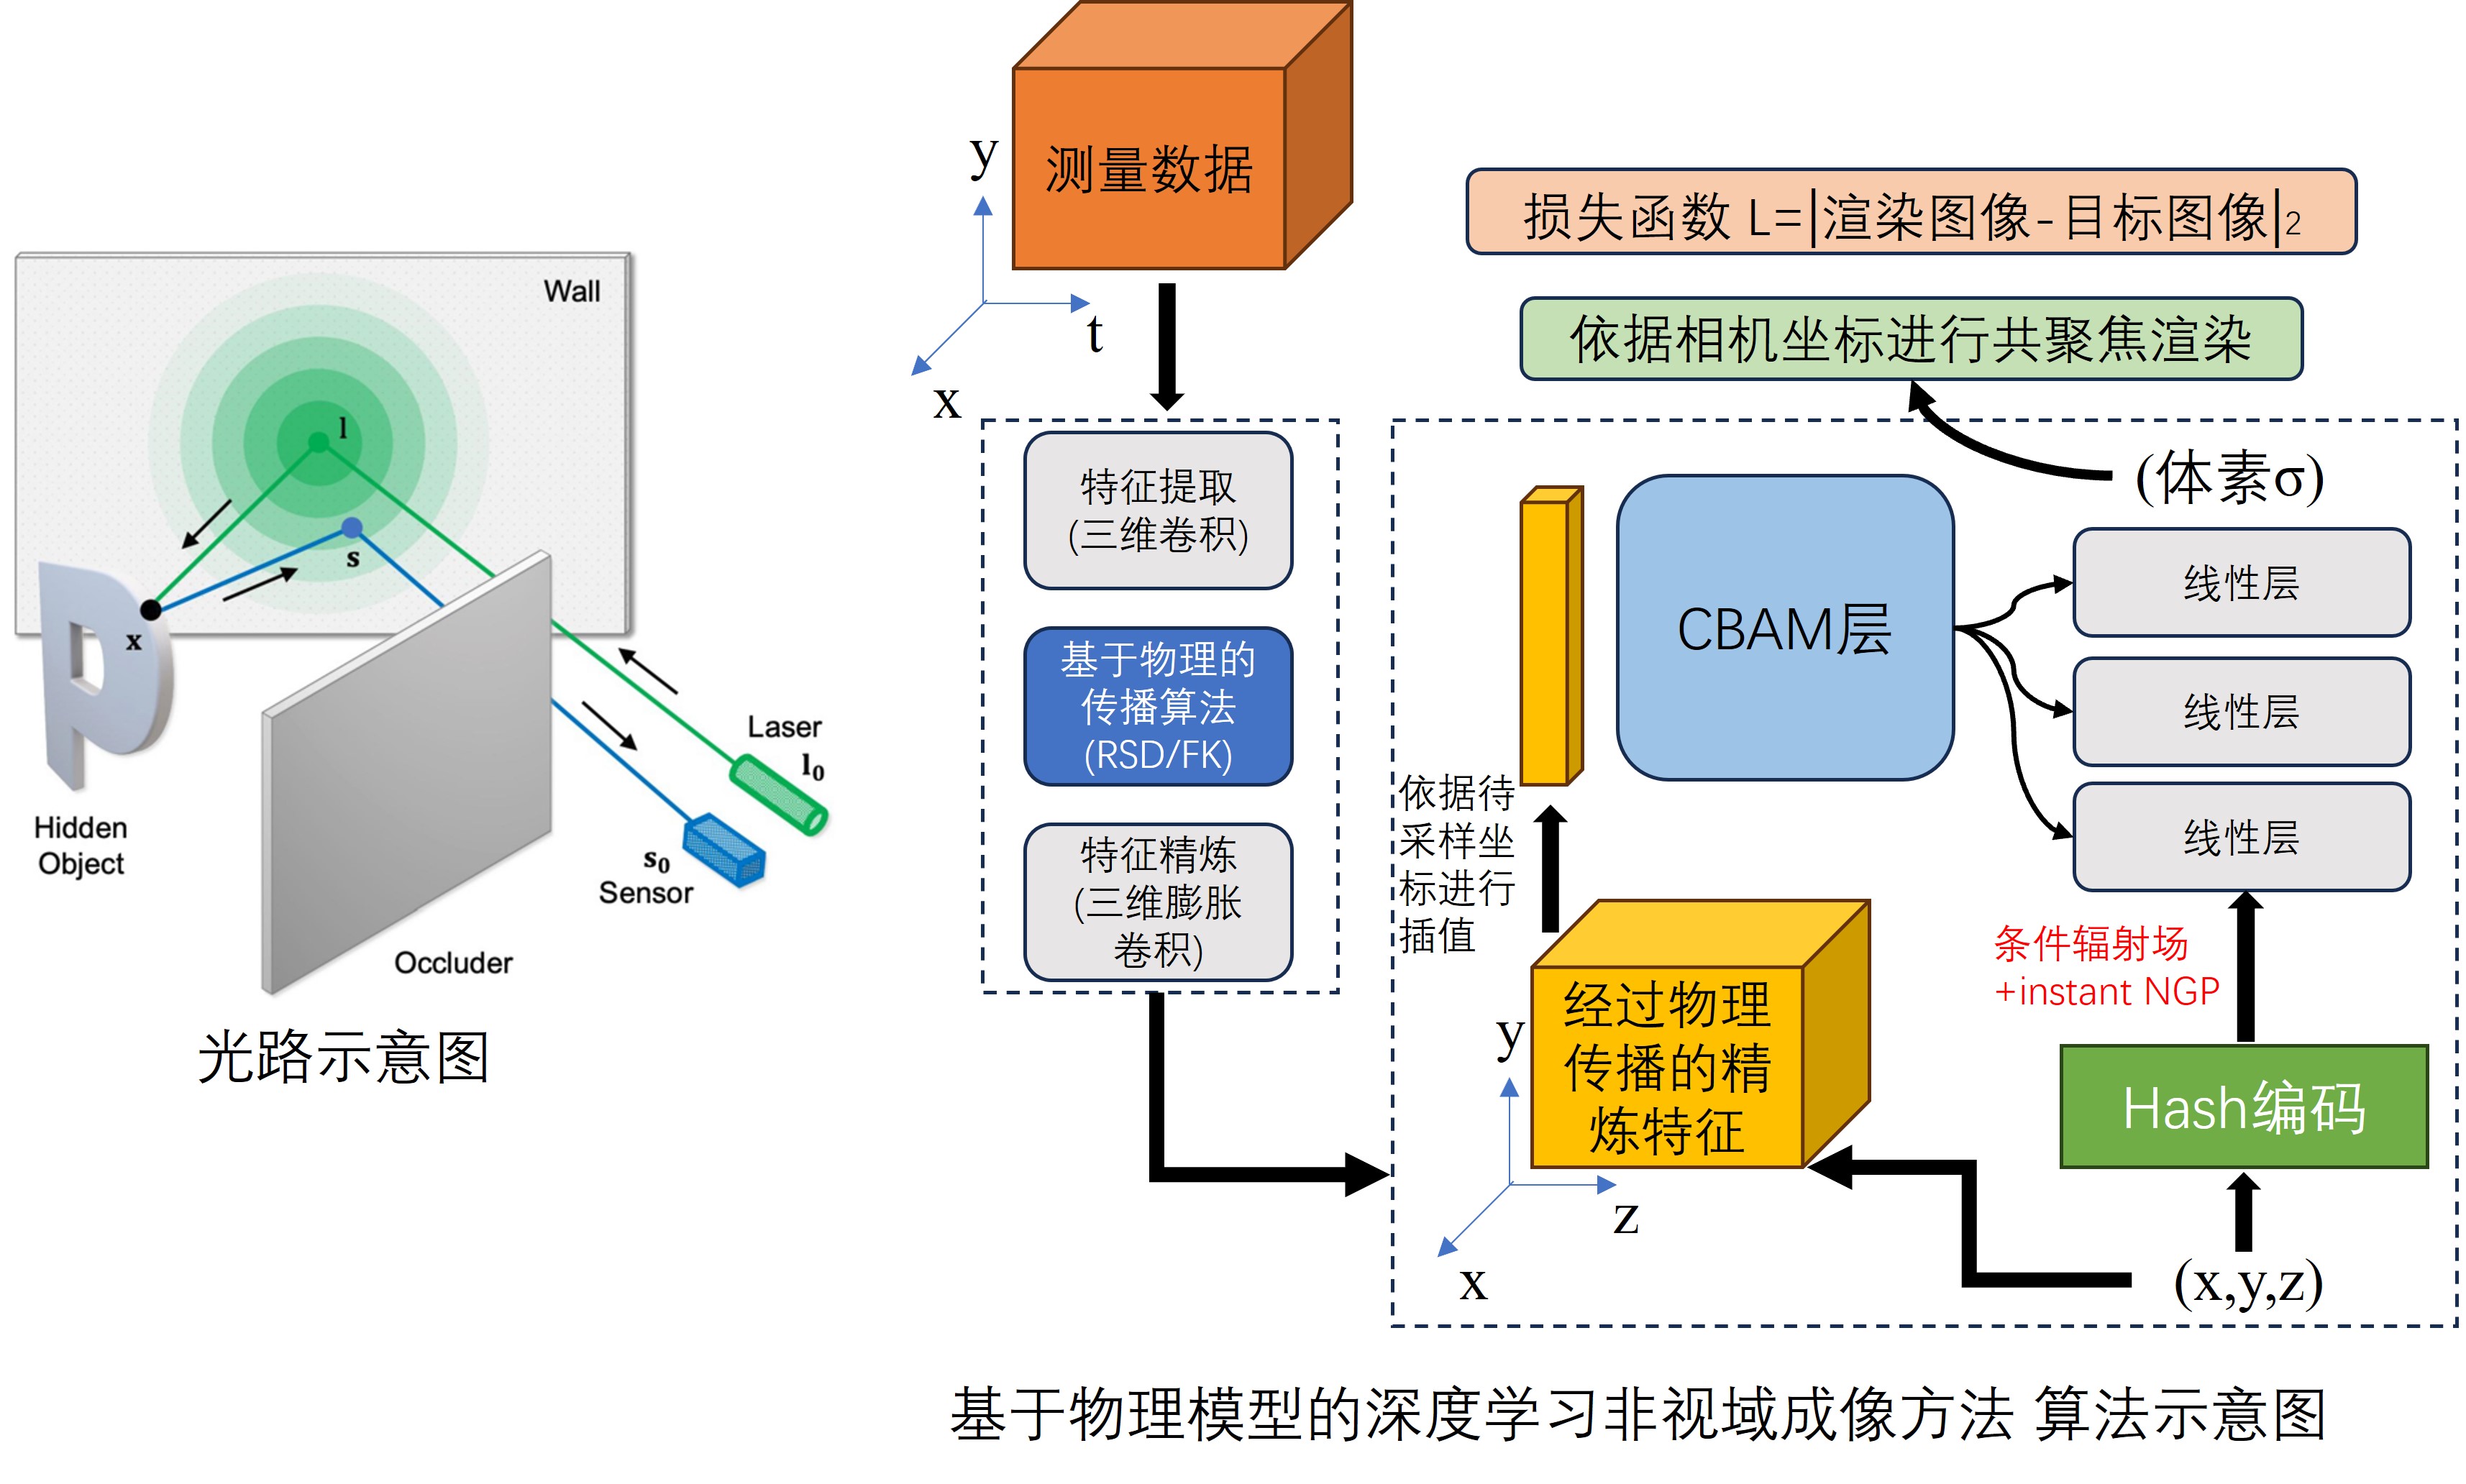 Wall
l
s
x
Hidden
Object
Laser
l₀
s₀
Sensor
Occluder
光路示意图
测量数据
y
t
x
特征提取
(三维卷积)
基于物理的
传播算法
(RSD/FK)
特征精炼
(三维膨胀
卷积)
损失函数 L=|渲染图像-目标图像|₂
依据相机坐标进行共聚焦渲染
(体素σ)
CBAM层
线性层
线性层
线性层
依据待
采样坐
标进行
插值
条件辐射场
+instant NGP
经过物理
传播的精
炼特征
y
z
x
Hash编码
(x,y,z)
基于物理模型的深度学习非视域成像方法 算法示意图